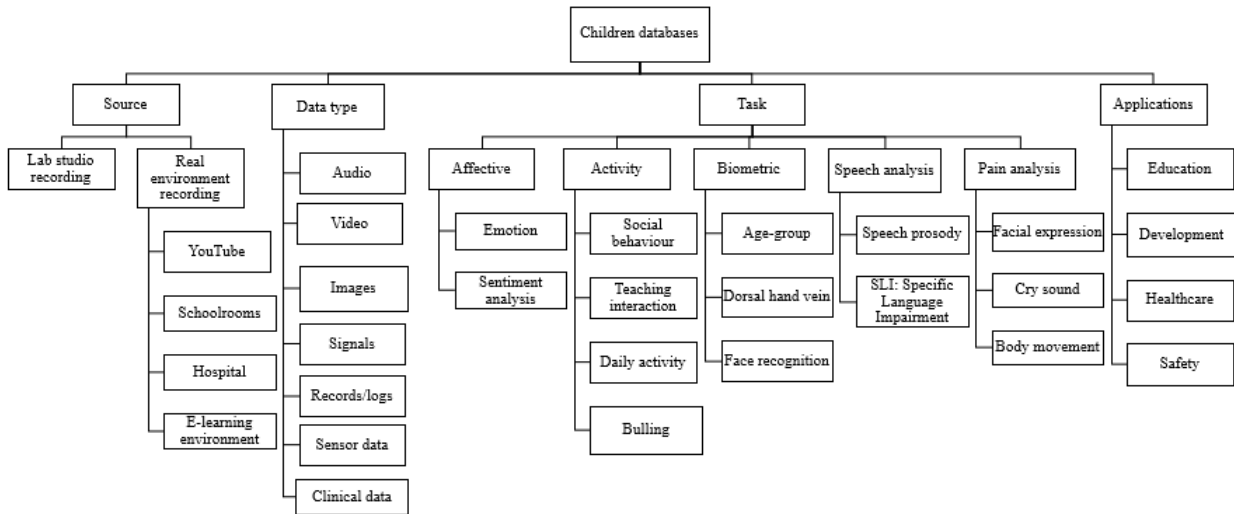 Children databases
Source
Data type
Task
Applications
Lab studio
recording
Real
environment
recording
YouTube
Schoolrooms
Hospital
E-learning
environment
Audio
Video
Images
Signals
Records/logs
Sensor data
Clinical data
Affective
Emotion
Sentiment
analysis
Activity
Social
behaviour
Teaching
interaction
Daily activity
Bulling
Biometric
Age-group
Dorsal hand vein
Face recognition
Speech analysis
Speech prosody
SLI: Specific
Language
Impairment
Pain analysis
Facial expression
Cry sound
Body movement
Education
Development
Healthcare
Safety